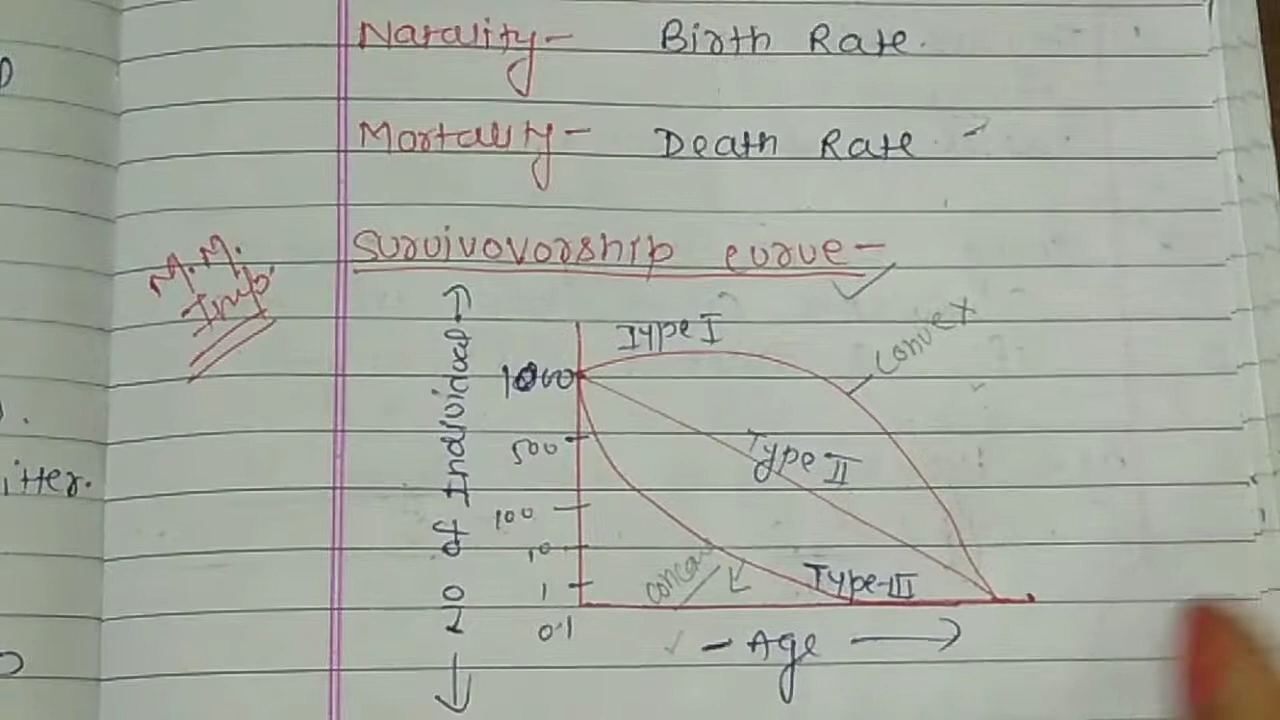 Natality - Birth Rate.
Mortality - Death Rate -
Survivovorship curve -
M.M.
Imp.
Type I
convex
1000
500
100
10
1
0.1
Type II
Type-III
No of Individual
- Age
itter.